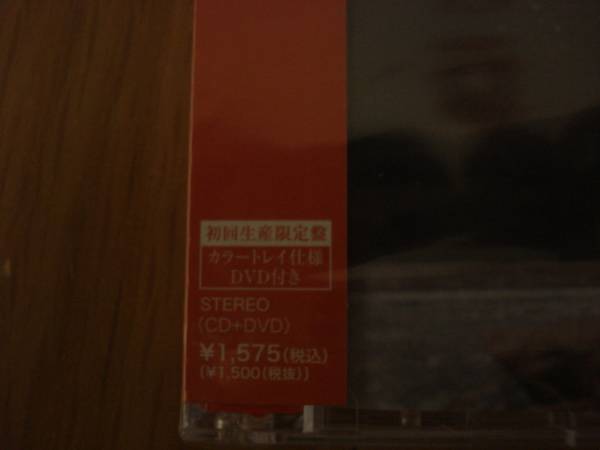 初回生産限定盤
カラートレイ仕様
DVD付き
STEREO
(CD+DVD)
¥1,575(税込)
(¥1,500(税抜))